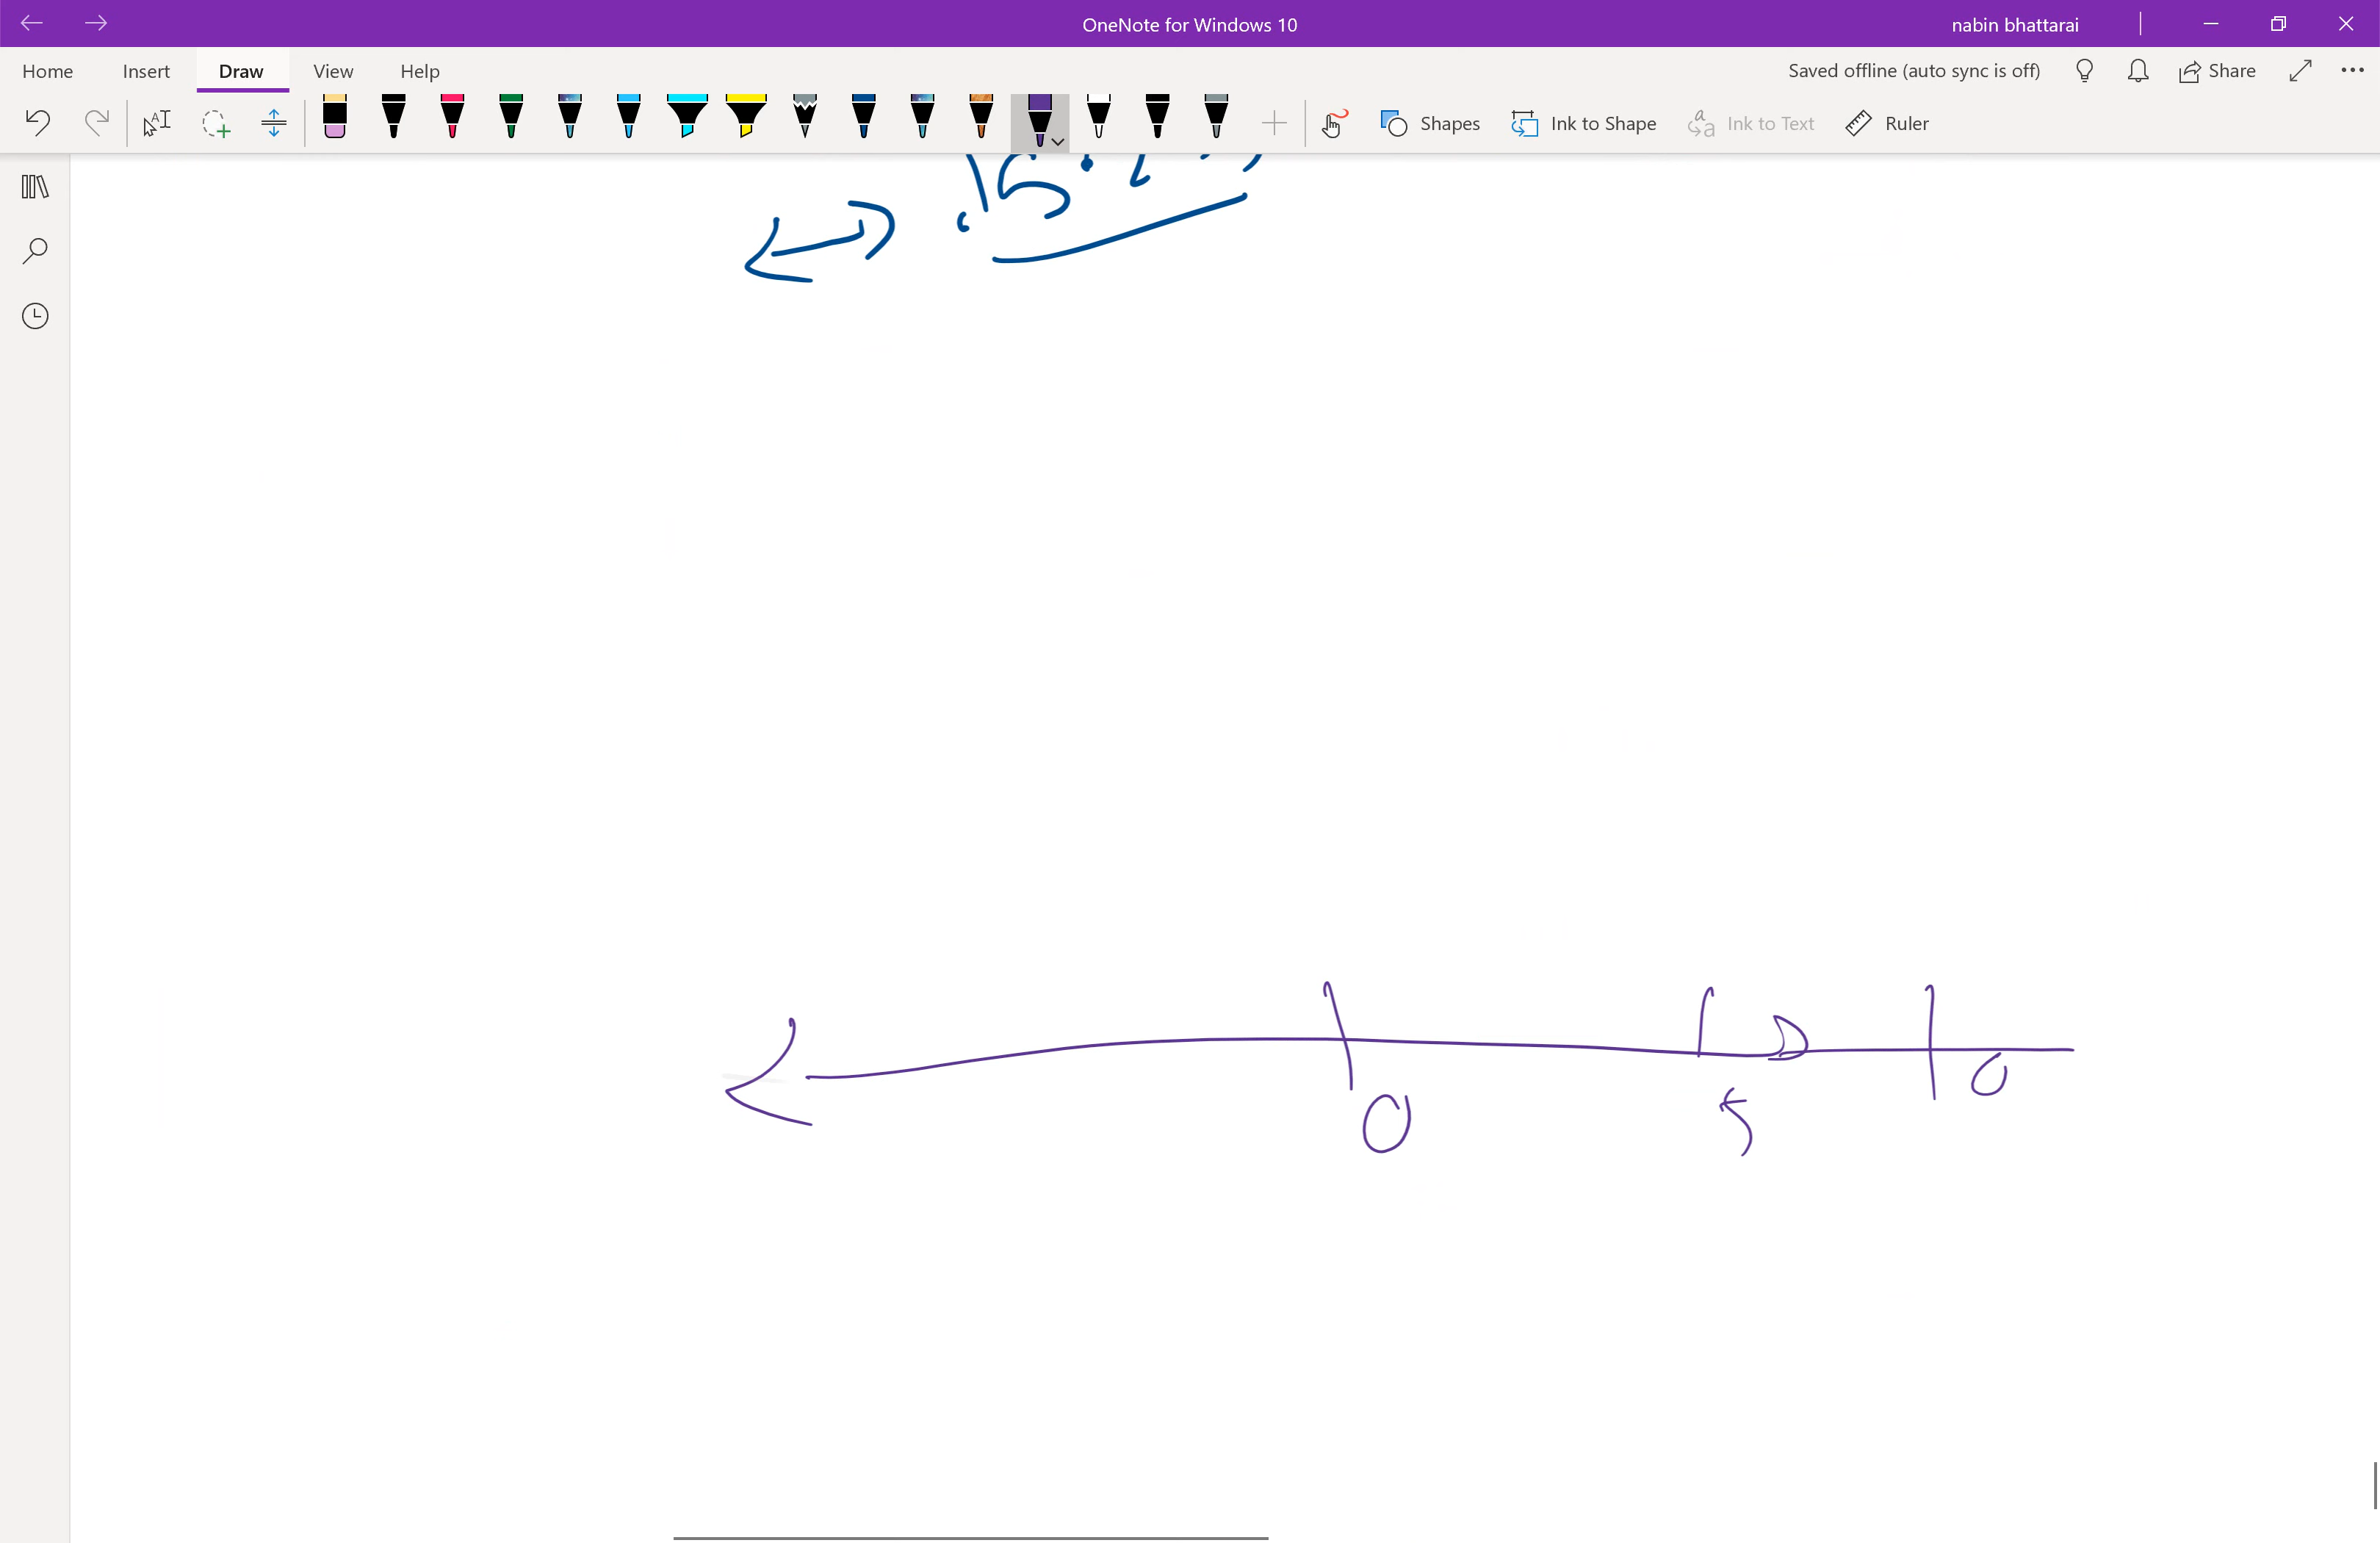 OneNote for Windows 10 nabin bhattarai
Home Insert Draw View Help Saved offline (auto sync is off) Share
Shapes Ink to Shape Ink to Text Ruler
0 5 10